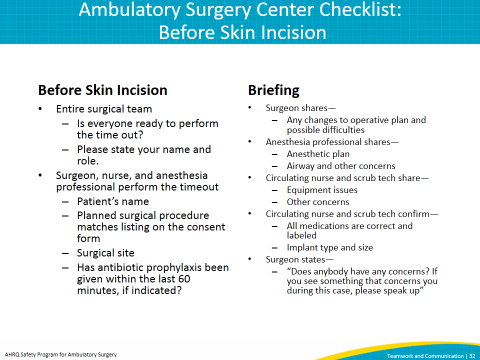 Ambulatory Surgery Center Checklist:
Before Skin Incision
Before Skin Incision
• Entire surgical team
– Is everyone ready to perform
the time out?
– Please state your name and
role.
• Surgeon, nurse, and anesthesia
professional perform the timeout
– Patient’s name
– Planned surgical procedure
matches listing on the consent
form
– Surgical site
– Has antibiotic prophylaxis been
given within the last 60
minutes, if indicated?
Briefing
• Surgeon shares—
– Any changes to operative plan and
possible difficulties
• Anesthesia professional shares—
– Anesthetic plan
– Airway and other concerns
• Circulating nurse and scrub tech share—
– Equipment issues
– Other concerns
• Circulating nurse and scrub tech confirm—
– All medications are correct and
labeled
– Implant type and size
• Surgeon states—
– “Does anybody have any concerns? If
you see something that concerns you
during this case, please speak up”
AHRQ Safety Program for Ambulatory Surgery
Teamwork and Communication | 32